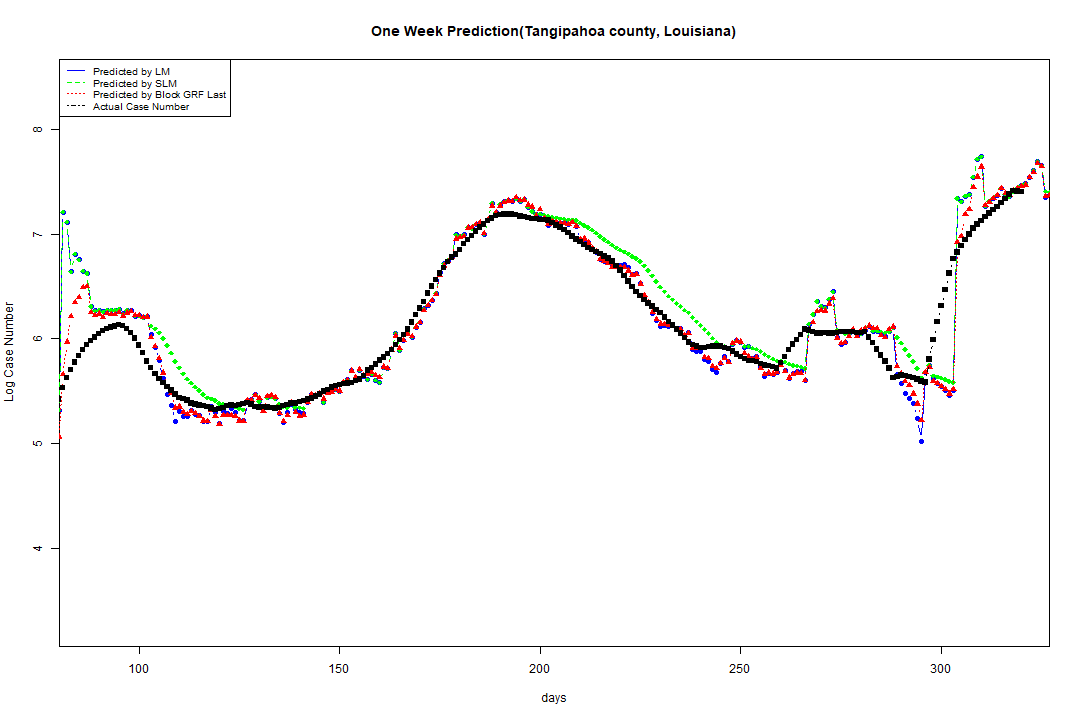 One Week Prediction(Tangipahoa county, Louisiana)
Predicted by LM
Predicted by SLM
Predicted by Block GRF Last
Actual Case Number
8
7
6
5
4
Log Case Number
100 150 200 250 300
days